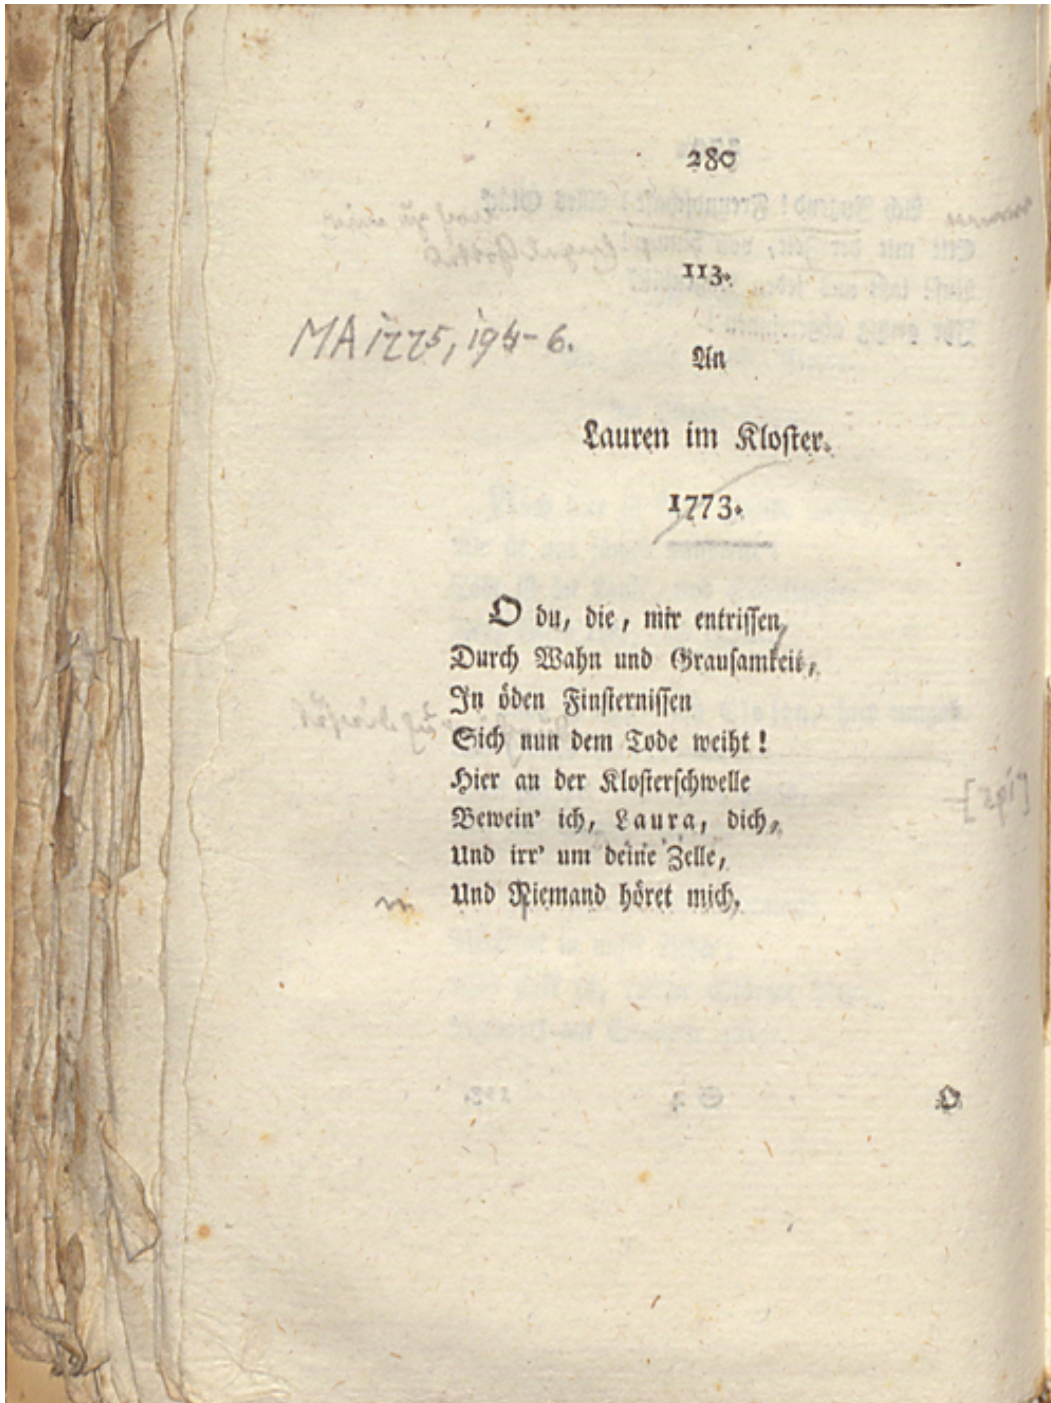 280
113.
MA 1775, 194-6.
An
Lauren im Kloster.
1773.
O du, die, mir entrissen,
Durch Wahn und Grausamkeit,
In öden Finsternissen
Sich nun dem Tode weiht!
Hier an der Klosterschwelle
Bewein' ich, Laura, dich,
Und irr' um deine Zelle,
Und Niemand höret mich.
O